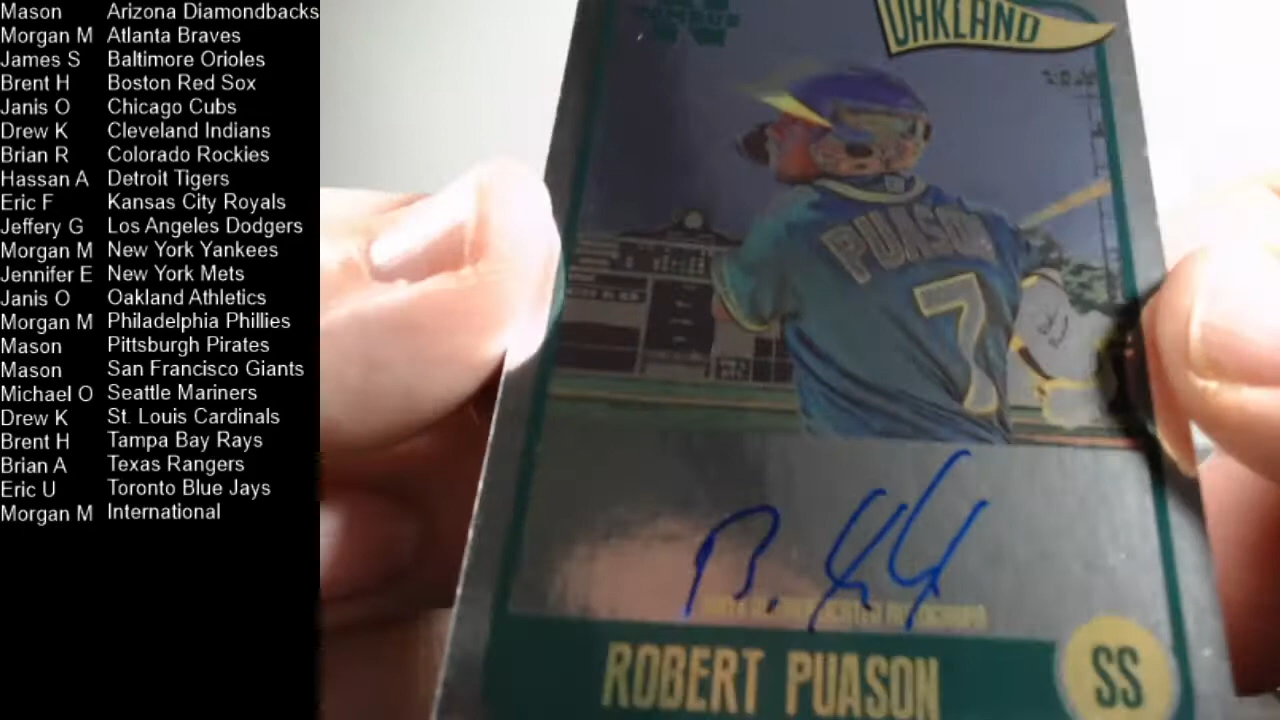 Mason Arizona Diamondbacks
Morgan M Atlanta Braves
James S Baltimore Orioles
Brent H Boston Red Sox
Janis O Chicago Cubs
Drew K Cleveland Indians
Brian R Colorado Rockies
Hassan A Detroit Tigers
Eric F Kansas City Royals
Jeffery G Los Angeles Dodgers
Morgan M New York Yankees
Jennifer E New York Mets
Janis O Oakland Athletics
Morgan M Philadelphia Phillies
Mason Pittsburgh Pirates
Mason San Francisco Giants
Michael O Seattle Mariners
Drew K St. Louis Cardinals
Brent H Tampa Bay Rays
Brian A Texas Rangers
Eric U Toronto Blue Jays
Morgan M International
OAKLAND
PUASON
7
ROBERT PUASON
SS